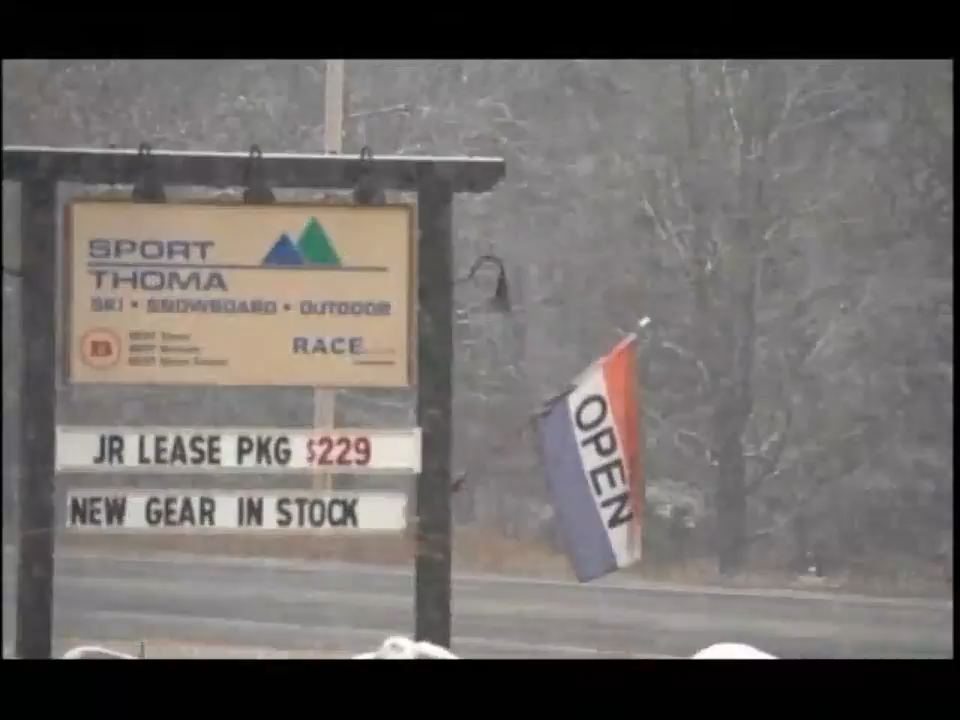 SPORT
THOMA
SKI • SNOWBOARD • OUTDOOR
B
RACE
JR LEASE PKG $229
NEW GEAR IN STOCK
OPEN